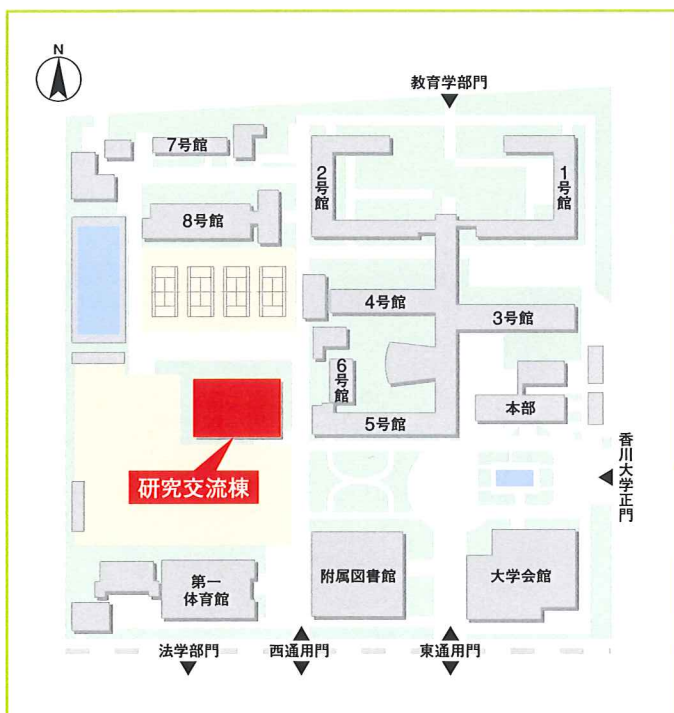 N
教育学部門
7号館
2号館
1号館
8号館
4号館
3号館
6号館
5号館
本部
香川大学正門
研究交流棟
第一
体育館
附属図書館
大学会館
法学部門
西通用門
東通用門